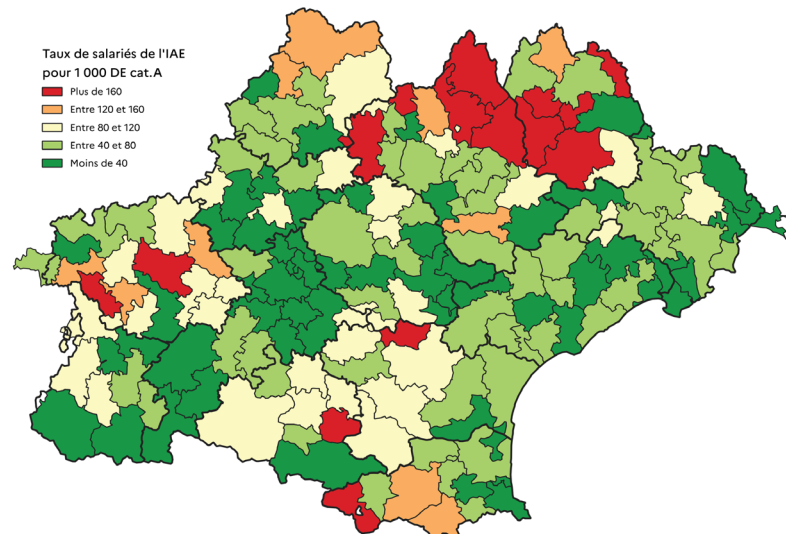 Taux de salariés de l'IAE
pour 1 000 DE cat.A
Plus de 160
Entre 120 et 160
Entre 80 et 120
Entre 40 et 80
Moins de 40